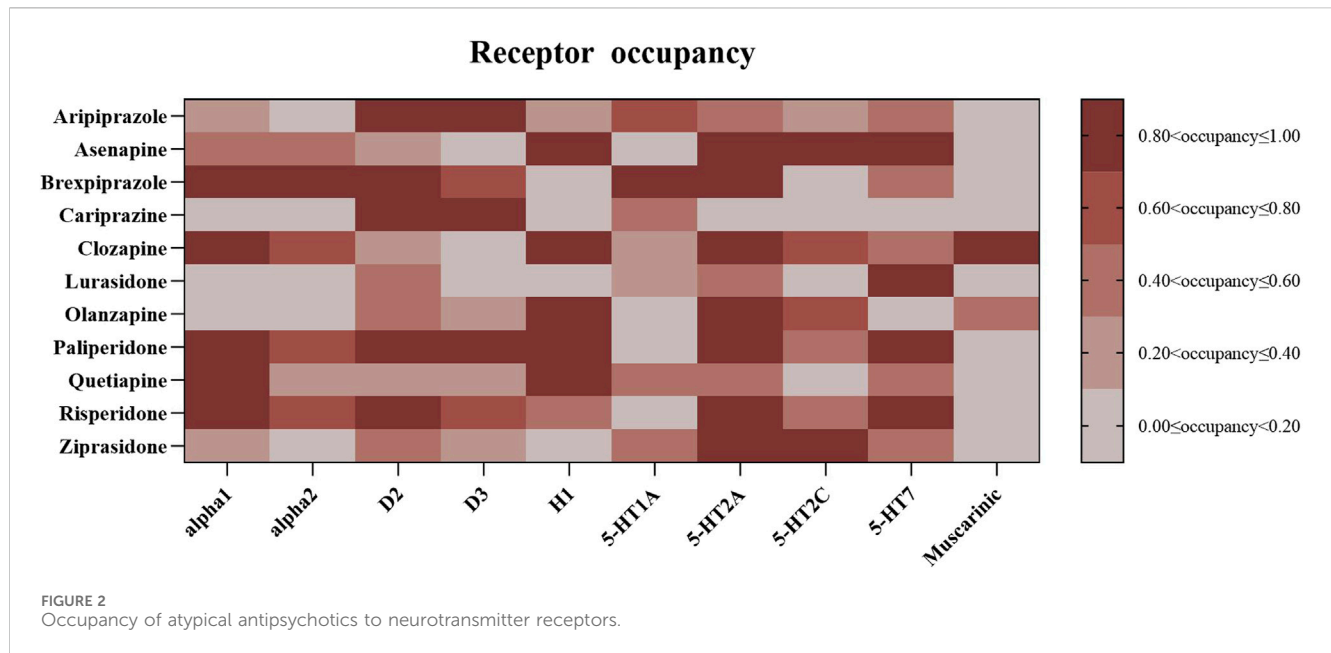 Receptor occupancy
Aripiprazole
Asenapine
Brexpiprazole
Cariprazine
Clozapine
Lurasidone
Olanzapine
Paliperidone
Quetiapine
Risperidone
Ziprasidone
alpha1
alpha2
D2
D3
H1
5-HT1A
5-HT2A
5-HT2C
5-HT7
Muscarinic
0.80<occupancy≤1.00
0.60<occupancy≤0.80
0.40<occupancy≤0.60
0.20<occupancy≤0.40
0.00≤occupancy<0.20
FIGURE 2
Occupancy of atypical antipsychotics to neurotransmitter receptors.